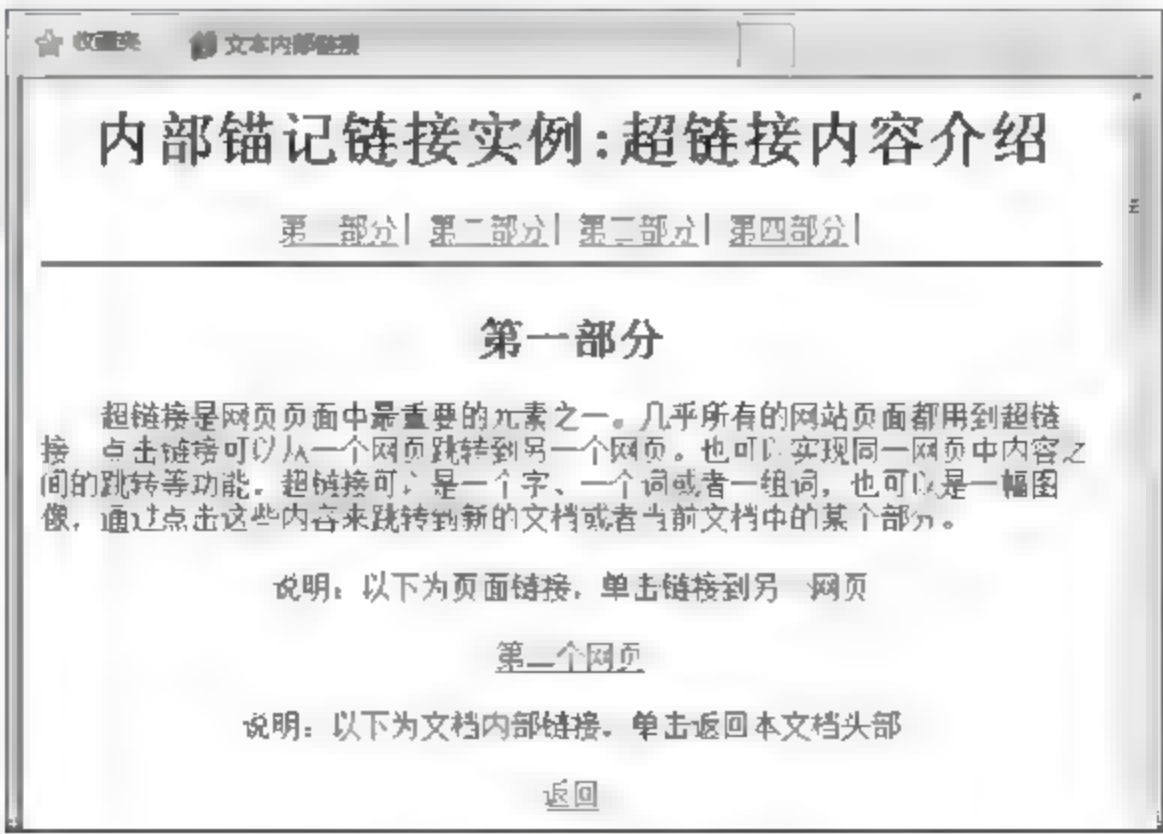 收藏夹 文本内部链接
内部锚记链接实例:超链接内容介绍
第一部分| 第二部分| 第三部分| 第四部分|
第一部分
超链接是网页页面中最重要的元素之一。几乎所有的网站页面都用到超链
接，点击链接可以从一个网页跳转到另一个网页。也可以实现同一网页中内容之
间的跳转等功能。超链接可以是一个字、一个词或者一组词，也可以是一幅图
像，通过点击这些内容来跳转到新的文档或者当前文档中的某个部分。
说明：以下为页面链接，单击链接到另一网页
第二个网页
说明：以下为文档内部链接，单击返回本文档头部
返回